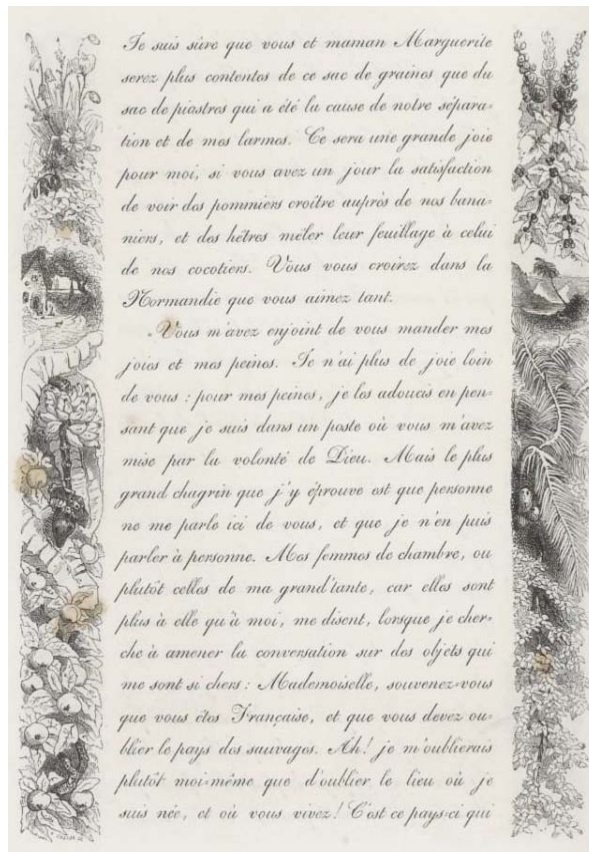 Je suis sûre que vous et maman Marguerite
serez plus contentes de ce sac de graines que du
sac de piastres qui a été la cause de notre sépara-
tion et de mes larmes. Ce sera une grande joie
pour moi, si vous avez un jour la satisfaction
de voir des pommiers croître auprès de nos bana-
niers, et des hêtres mêler leur feuillage à celui
de nos cocotiers. Vous vous croirez dans la
Normandie que vous aimez tant.
Vous m'avez enjoint de vous mander mes
joies et mes peines. Je n'ai plus de joie loin
de vous : pour mes peines, je les adoucis en pen-
sant que je suis dans un poste où vous m'avez
mise par la volonté de Dieu. Mais le plus
grand chagrin que j'y éprouve est que personne
ne me parle ici de vous, et que je n'en puis
parler à personne. Mes femmes de chambre, ou
plutôt celles de ma grand'tante, car elles sont
plus à elle qu'à moi, me disent, lorsque je cher-
che à amener la conversation sur des objets qui
me sont si chers : Mademoiselle, souvenez-vous
que vous êtes Française, et que vous devez ou-
blier le pays des sauvages. Ah! je m'oublierais
plutôt moi-même que d'oublier le lieu où je
suis née, et où vous vivez! C'est ce pays-ci qui